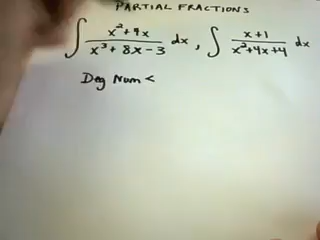 PARTIAL FRACTIONS
∫ (x² + 9x)/(x³ + 8x - 3) dx , ∫ (x+1)/(x²+4x+4) dx
Deg Num <